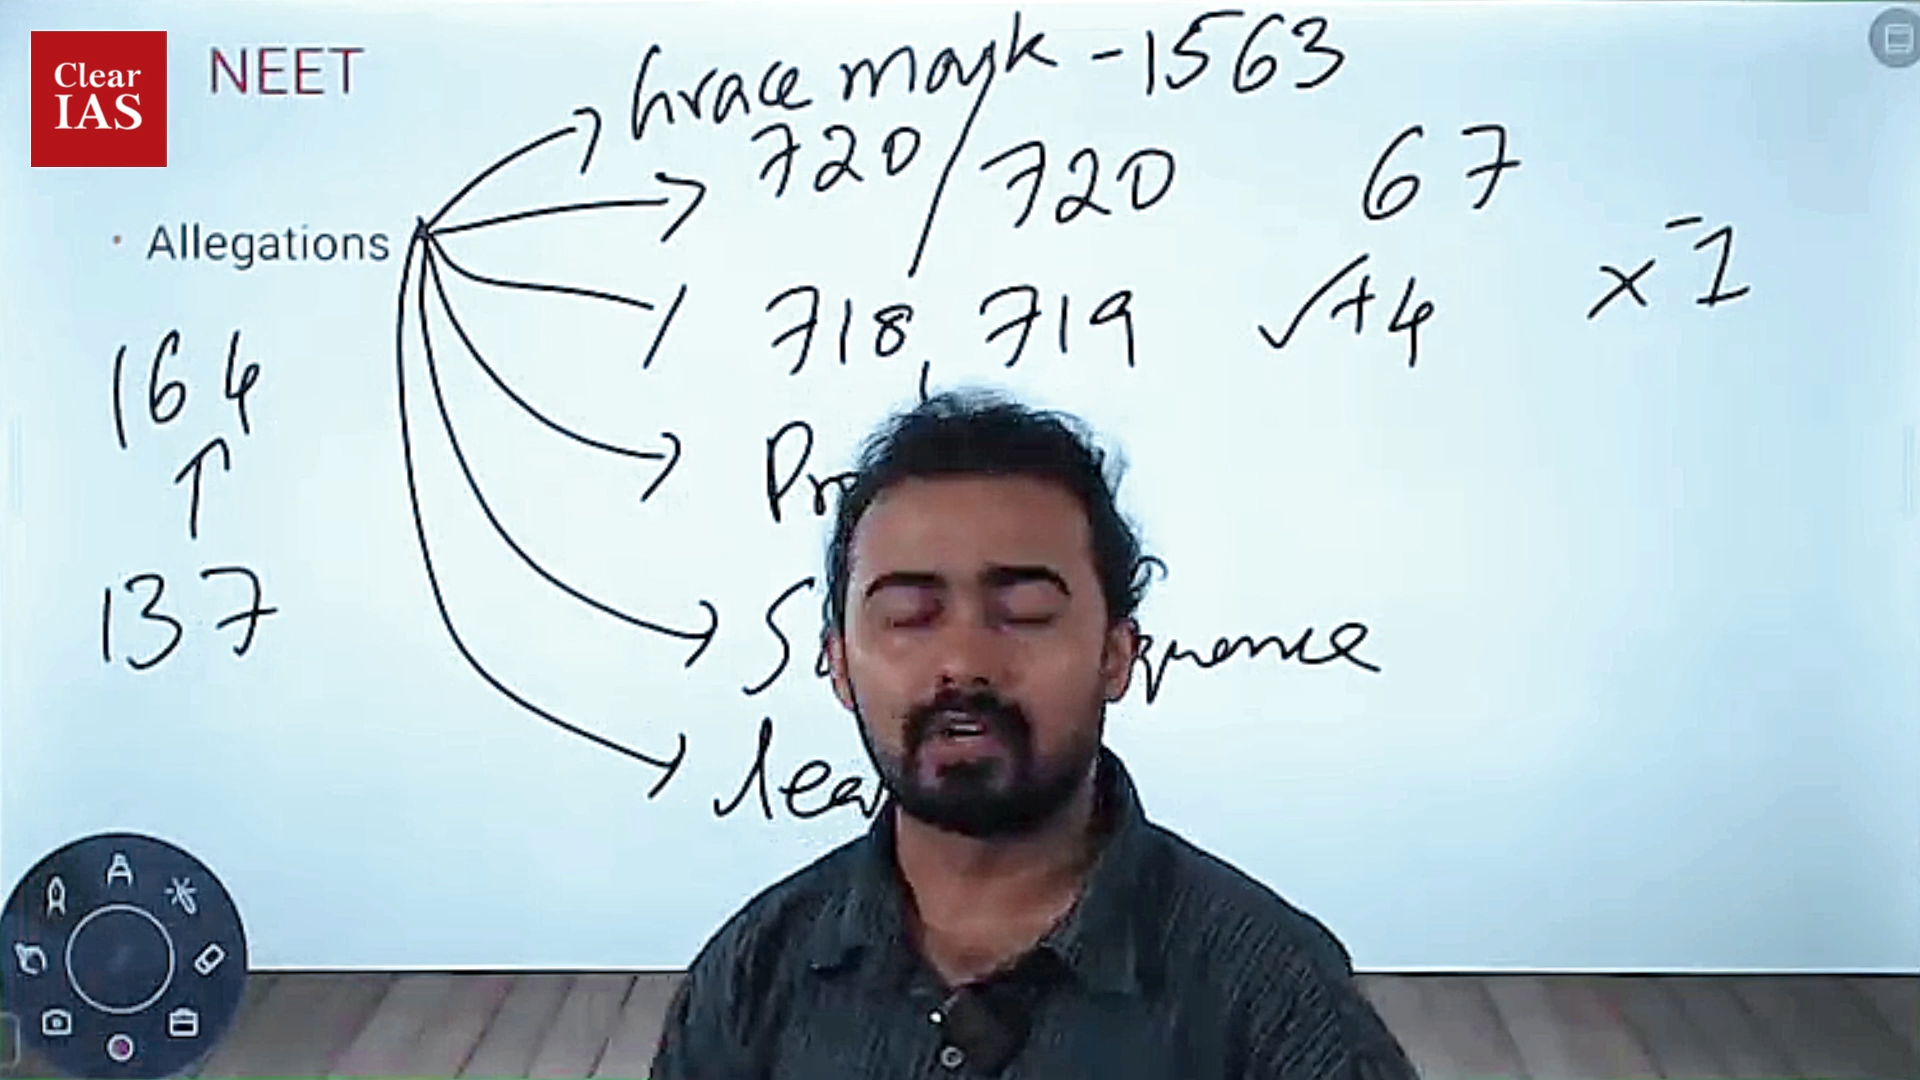 Clear
IAS
NEET
Grace mark - 1563
720/720 67
• Allegations
718, 719 ✓+4 x -1
164
↑
137